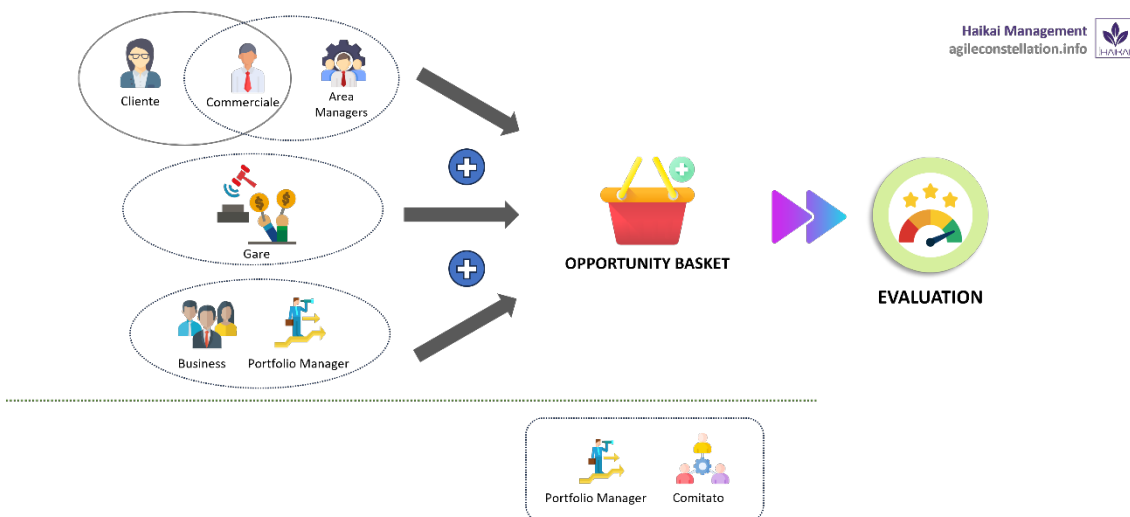 Haikai Management
agileconstellation.info
HAIKAI
Cliente
Commerciale
Area
Managers
Gare
OPPORTUNITY BASKET
EVALUATION
Business
Portfolio Manager
Portfolio Manager
Comitato